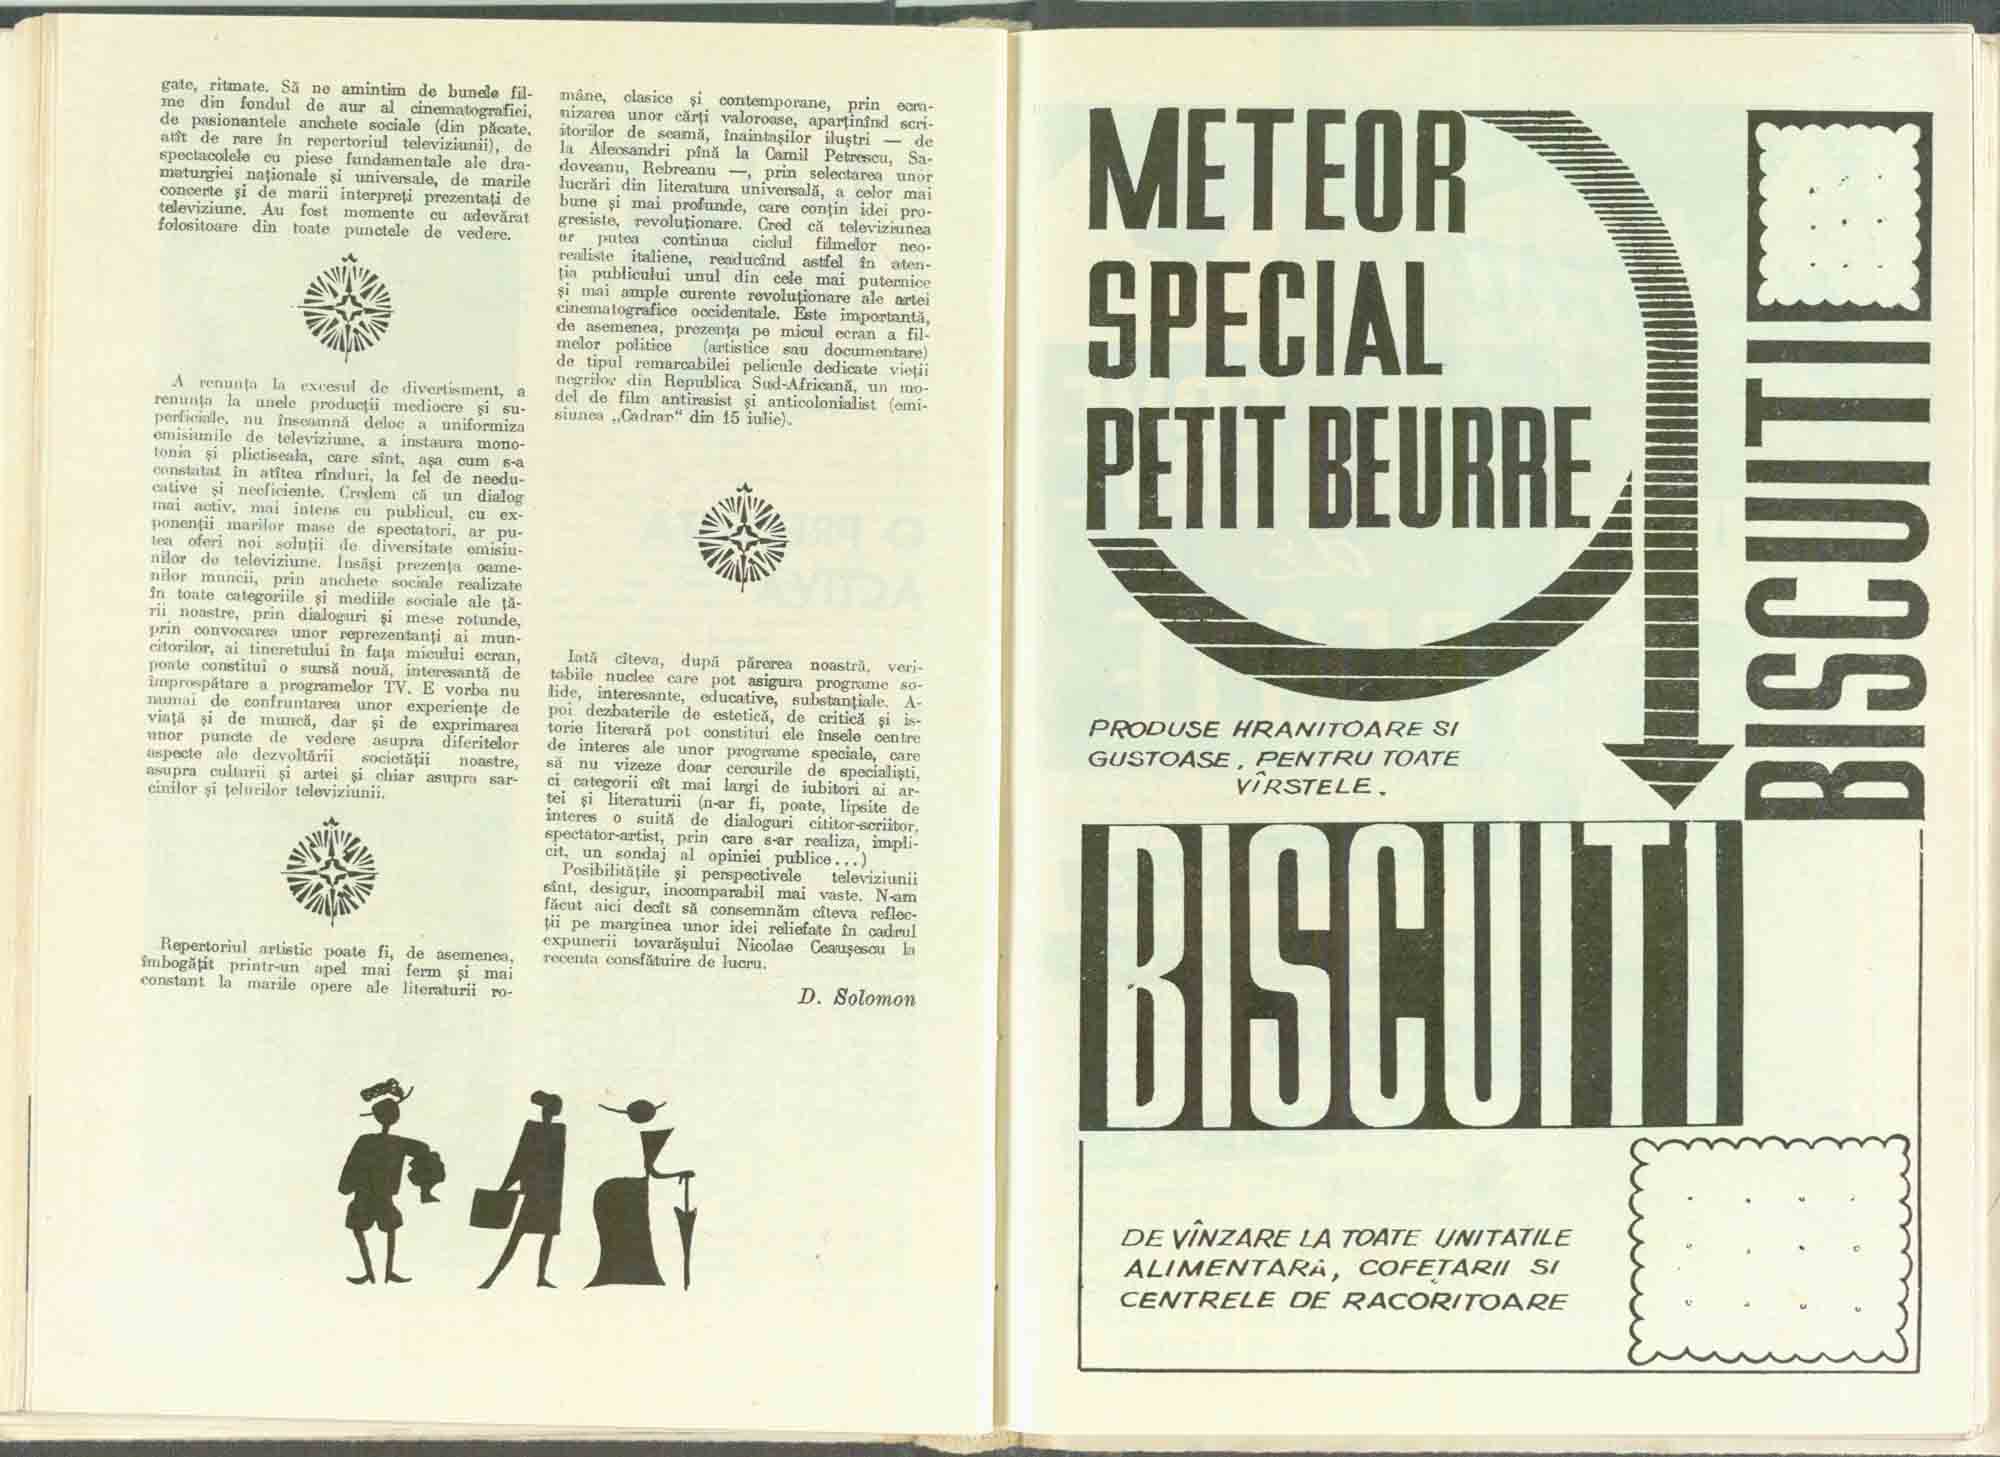 gate, ritmate. Să ne amintim de bunele fil-
me din fondul de aur al cinematografiei,
de pasionantele anchete sociale (din păcate,
atît de rare în repertoriul televiziunii), de
spectacolele cu piese fundamentale ale dra-
maturgiei naționale și universale, de marile
concerte și de marii interpreți prezentați de
televiziune. Au fost momente cu adevărat
folositoare din toate punctele de vedere.
A renunța la excesul de divertisment, a
renunța la unele producții mediocre și su-
perficiale, nu înseamnă deloc a uniformiza
emisiunile de televiziune, a instaura mono-
tonia și plictiseala, care sînt, așa cum s-a
constatat în atîtea rînduri, la fel de needu-
cative și neeficiente. Credem că un dialog
mai activ, mai intens cu publicul, cu ex-
ponenții marilor mase de spectatori, ar pu-
tea oferi noi soluții de diversitate emisiu-
nilor de televiziune. Însăși prezența oame-
nilor muncii, prin anchete sociale realizate
în toate categoriile și mediile sociale ale ță-
rii noastre, prin dialoguri și mese rotunde,
prin convocarea unor reprezentanți ai mun-
citorilor, ai tineretului în fața micului ecran,
poate constitui o sursă nouă, interesantă de
împrospătare a programelor TV. E vorba nu
numai de confruntarea unor experiențe de
viață și de muncă, dar și de exprimarea
unor puncte de vedere asupra diferitelor
aspecte ale dezvoltării societății noastre,
asupra culturii și artei și chiar asupra sar-
cinilor și țelurilor televiziunii.
Repertoriul artistic poate fi, de asemenea,
îmbogățit printr-un apel mai ferm și mai
constant la marile opere ale literaturii ro-
mâne, clasice și contemporane, prin ecra-
nizarea unor cărți valoroase, aparținînd scri-
itorilor de seamă, înaintașilor iluștri — de
la Alecsandri pînă la Camil Petrescu, Sa-
doveanu, Rebreanu —, prin selectarea unor
lucrări din literatura universală, a celor mai
bune și mai profunde, care conțin idei pro-
gresiste, revoluționare. Cred că televiziunea
ar putea continua ciclul filmelor neo-
realiste italiene, readucînd astfel în aten-
ția publicului unul din cele mai puternice
și mai ample curente revoluționare ale artei
cinematografice occidentale. Este importantă,
de asemenea, prezența pe micul ecran a fil-
melor politice (artistice sau documentare)
de tipul remarcabilei pelicule dedicate vieții
negrilor din Republica Sud-Africană, un mo-
del de film antirasist și anticolonialist (emi-
siunea „Cadran“ din 15 iulie).
Iată cîteva, după părerea noastră, veri-
tabile nuclee care pot asigura programe so-
lide, interesante, educative, substanțiale. A-
poi dezbaterile de estetică, de critică și is-
torie literară pot constitui ele însele centre
de interes ale unor programe speciale, care
să nu vizeze doar cercurile de specialiști,
ci categorii cît mai largi de iubitori ai ar-
tei și literaturii (n-ar fi, poate, lipsite de
interes o suită de dialoguri cititor-scriitor,
spectator-artist, prin care s-ar realiza, impli-
cit, un sondaj al opiniei publice...)
Posibilitățile și perspectivele televiziunii
sînt, desigur, incomparabil mai vaste. N-am
făcut aici decît să consemnăm cîteva reflec-
ții pe marginea unor idei reliefate în cadrul
expunerii tovarășului Nicolae Ceaușescu la
recenta consfătuire de lucru.
D. Solomon
METEOR
SPECIAL
PETIT BEURRE
BISCUITI
PRODUSE HRANITOARE SI
GUSTOASE, PENTRU TOATE
VÎRSTELE.
BISCUITI
DE VÎNZARE LA TOATE UNITATILE
ALIMENTARA, COFEȚARII SI
CENTRELE DE RACORITOARE